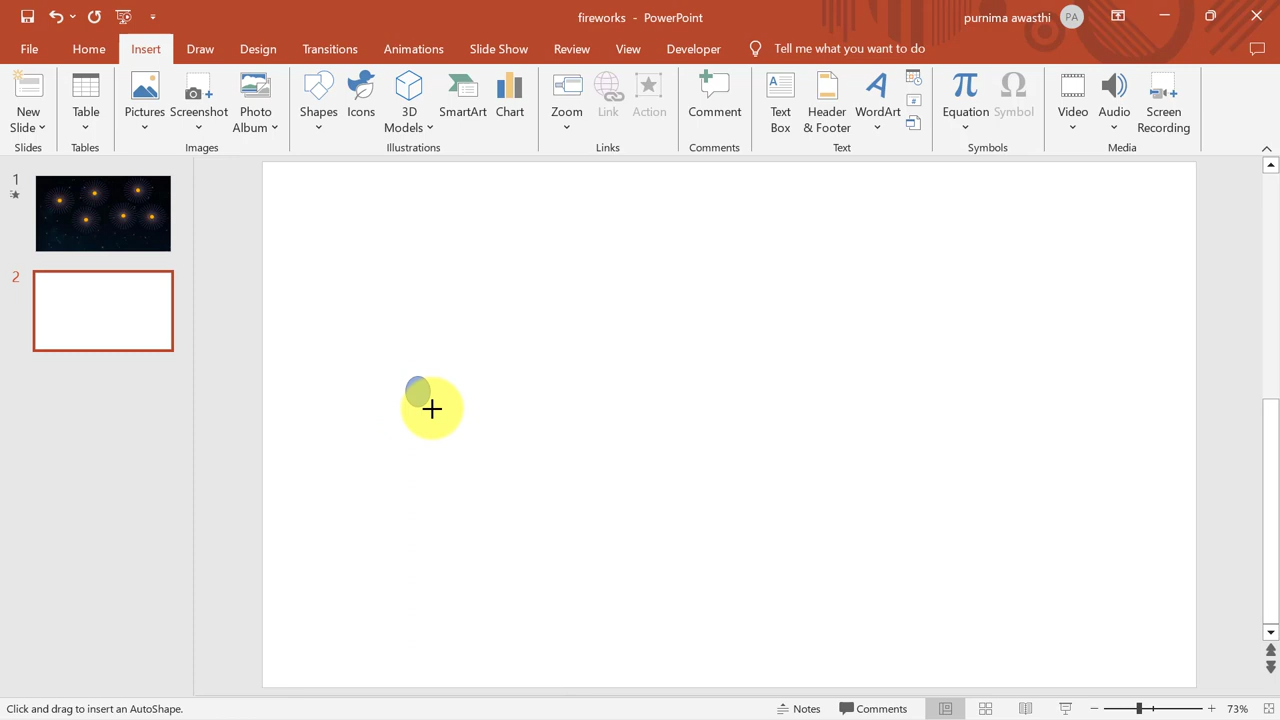 fireworks - PowerPoint
purnima awasthi PA
File Home Insert Draw Design Transitions Animations Slide Show Review View Developer Tell me what you want to do
New Slide
Table
Pictures
Screenshot
Photo Album
Shapes
Icons
3D Models
SmartArt
Chart
Zoom
Link
Action
Comment
Text Box
Header & Footer
WordArt
Equation
Symbol
Video
Audio
Screen Recording
Slides Tables Images Illustrations Links Comments Text Symbols Media
1
2
Click and drag to insert an AutoShape.
Notes Comments 73%